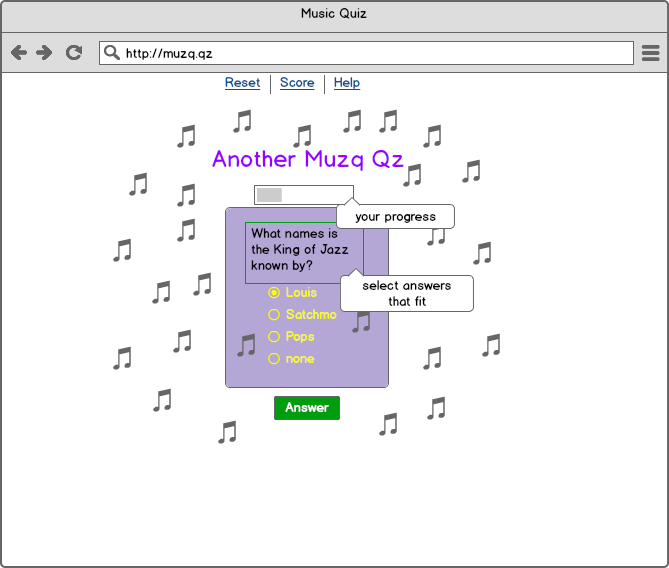 Music Quiz
http://muzq.qz
Reset Score Help
Another Muzq Qz
your progress
What names is
the King of Jazz
known by?
select answers
that fit
Louis
Satchmo
Pops
none
Answer